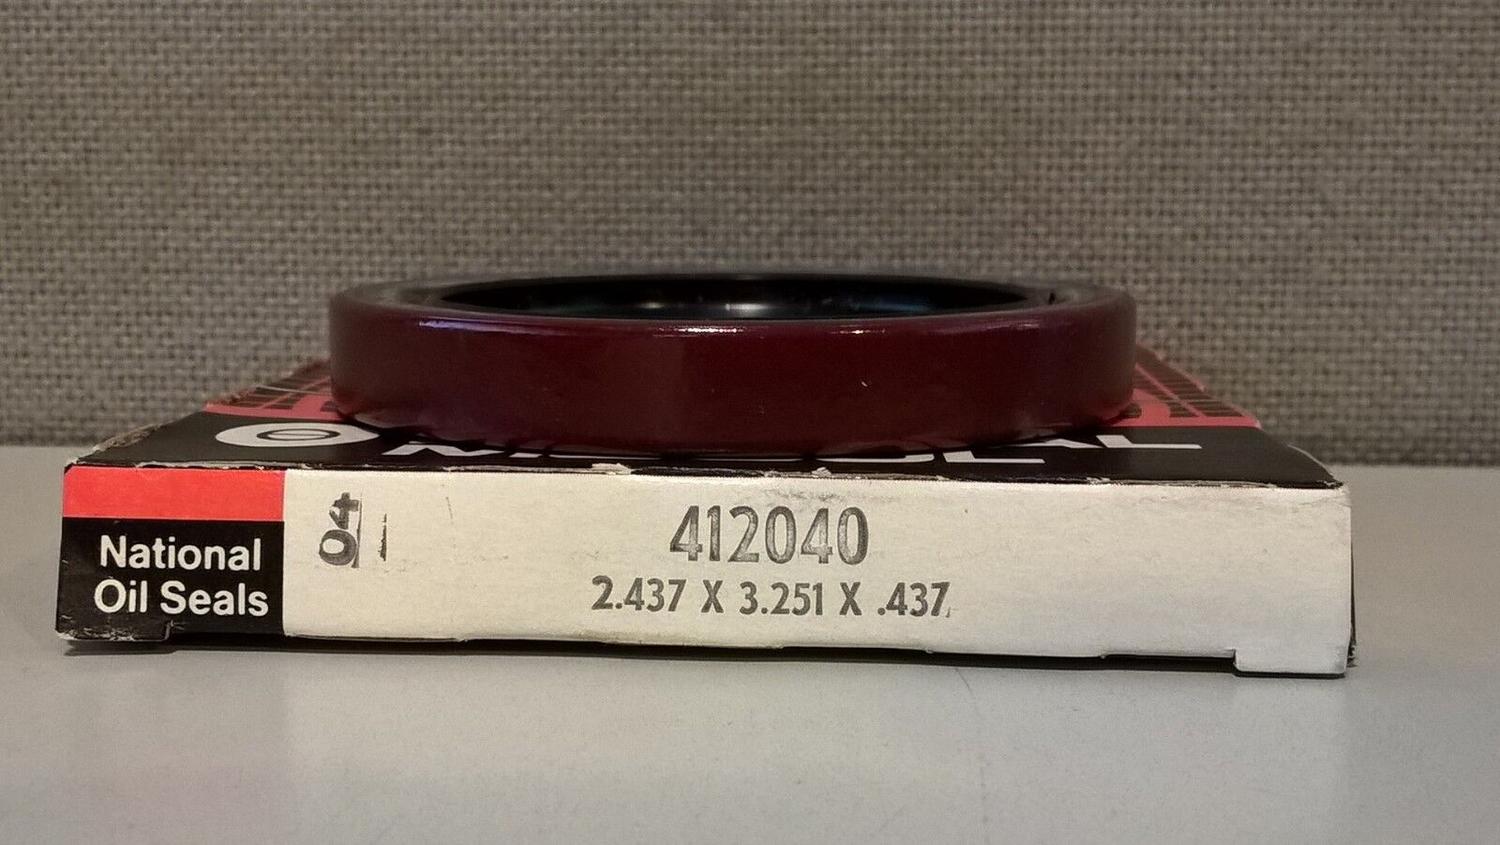 National
Oil Seals
04
412040
2.437 X 3.251 X .437